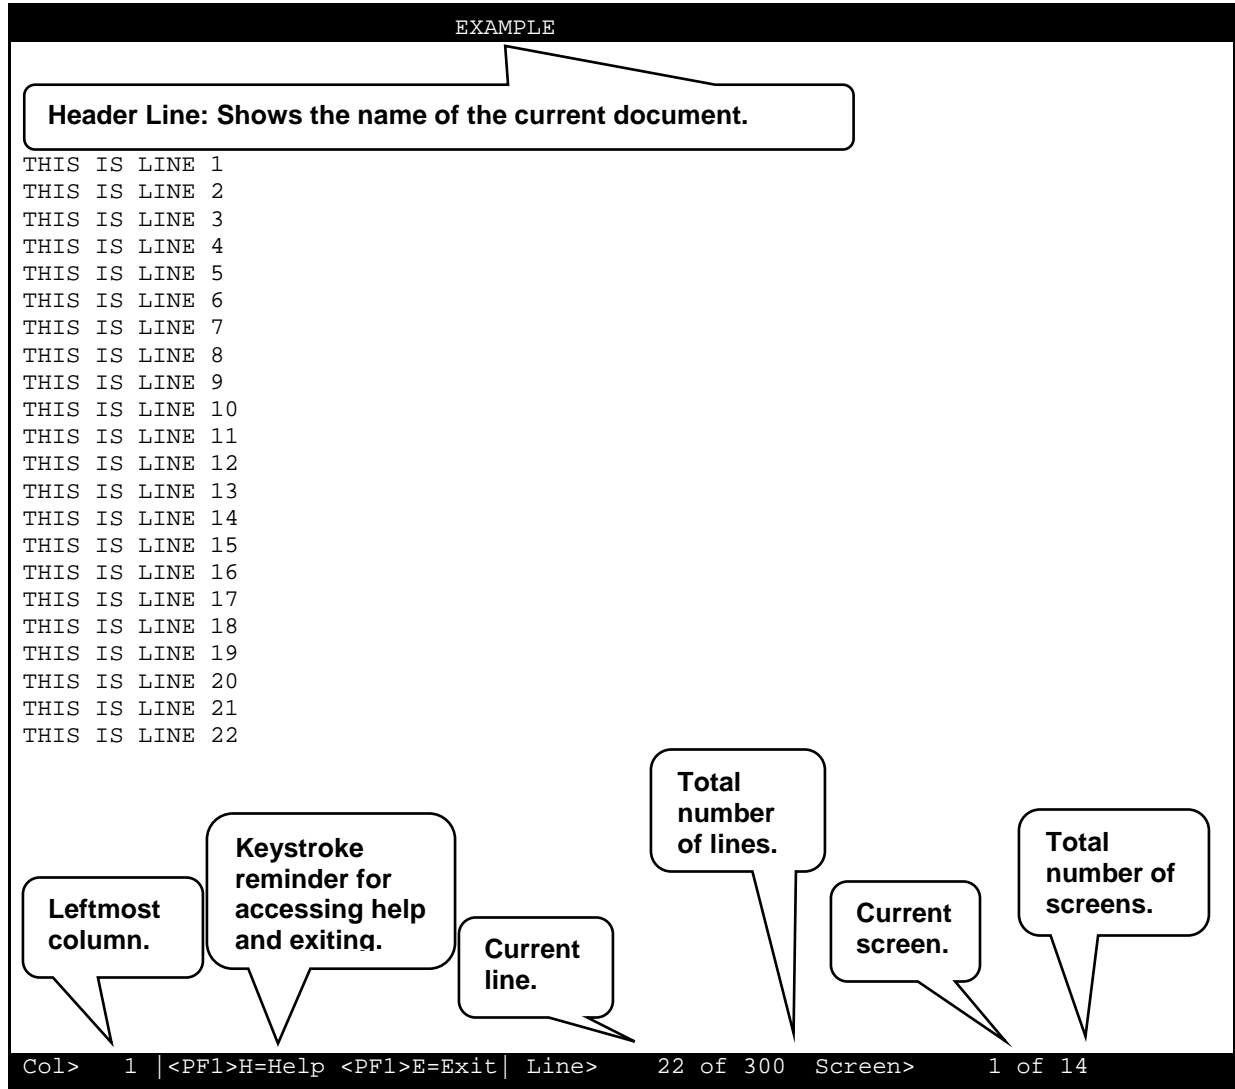 EXAMPLE
Header Line: Shows the name of the current document.
THIS IS LINE 1
THIS IS LINE 2
THIS IS LINE 3
THIS IS LINE 4
THIS IS LINE 5
THIS IS LINE 6
THIS IS LINE 7
THIS IS LINE 8
THIS IS LINE 9
THIS IS LINE 10
THIS IS LINE 11
THIS IS LINE 12
THIS IS LINE 13
THIS IS LINE 14
THIS IS LINE 15
THIS IS LINE 16
THIS IS LINE 17
THIS IS LINE 18
THIS IS LINE 19
THIS IS LINE 20
THIS IS LINE 21
THIS IS LINE 22
Leftmost
column.
Keystroke
reminder for
accessing help
and exiting.
Current
line.
Total
number
of lines.
Current
screen.
Total
number of
screens.
Col> 1 |<PF1>H=Help <PF1>E=Exit| Line> 22 of 300 Screen> 1 of 14